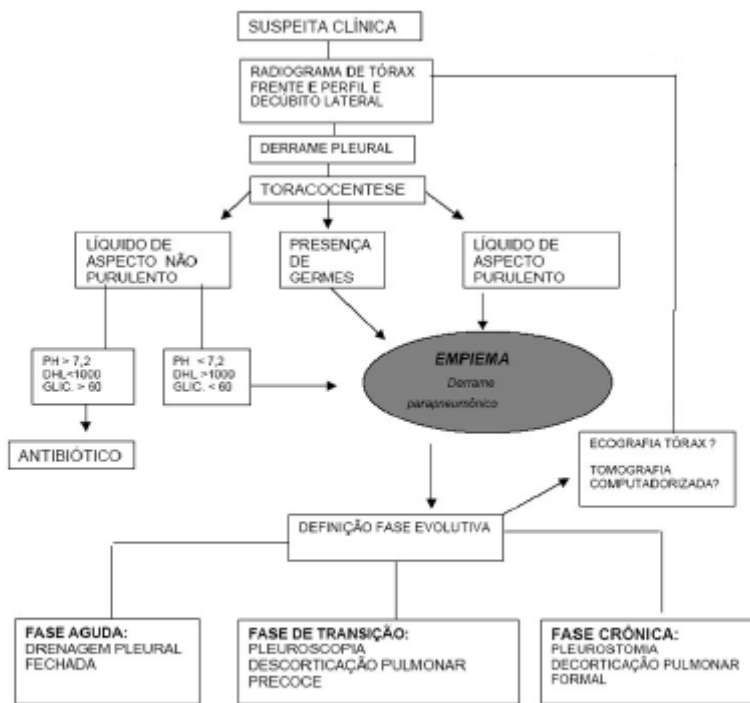 SUSPEITA CLÍNICA
RADIOGRAMA DE TÓRAX
FRENTE E PERFIL E
DECÚBITO LATERAL
DERRAME PLEURAL
TORACOCENTESE
LÍQUIDO DE
ASPECTO NÃO
PURULENTO
PRESENÇA
DE
GERMES
LÍQUIDO DE
ASPECTO
PURULENTO
PH > 7,2
DHL<1000
GLIC. > 60
PH < 7,2
DHL >1000
GLIC. < 60
EMPIEMA
Derrame
parapneumônico
ANTIBIÓTICO
ECOGRAFIA TÓRAX ?
TOMOGRAFIA
COMPUTADORIZADA?
DEFINIÇÃO FASE EVOLUTIVA
FASE AGUDA:
DRENAGEM PLEURAL
FECHADA
FASE DE TRANSIÇÃO:
PLEUROSCOPIA
DESCORTICAÇÃO PULMONAR
PRECOCE
FASE CRÔNICA:
PLEUROSTOMIA
DECORTICAÇÃO PULMONAR
FORMAL